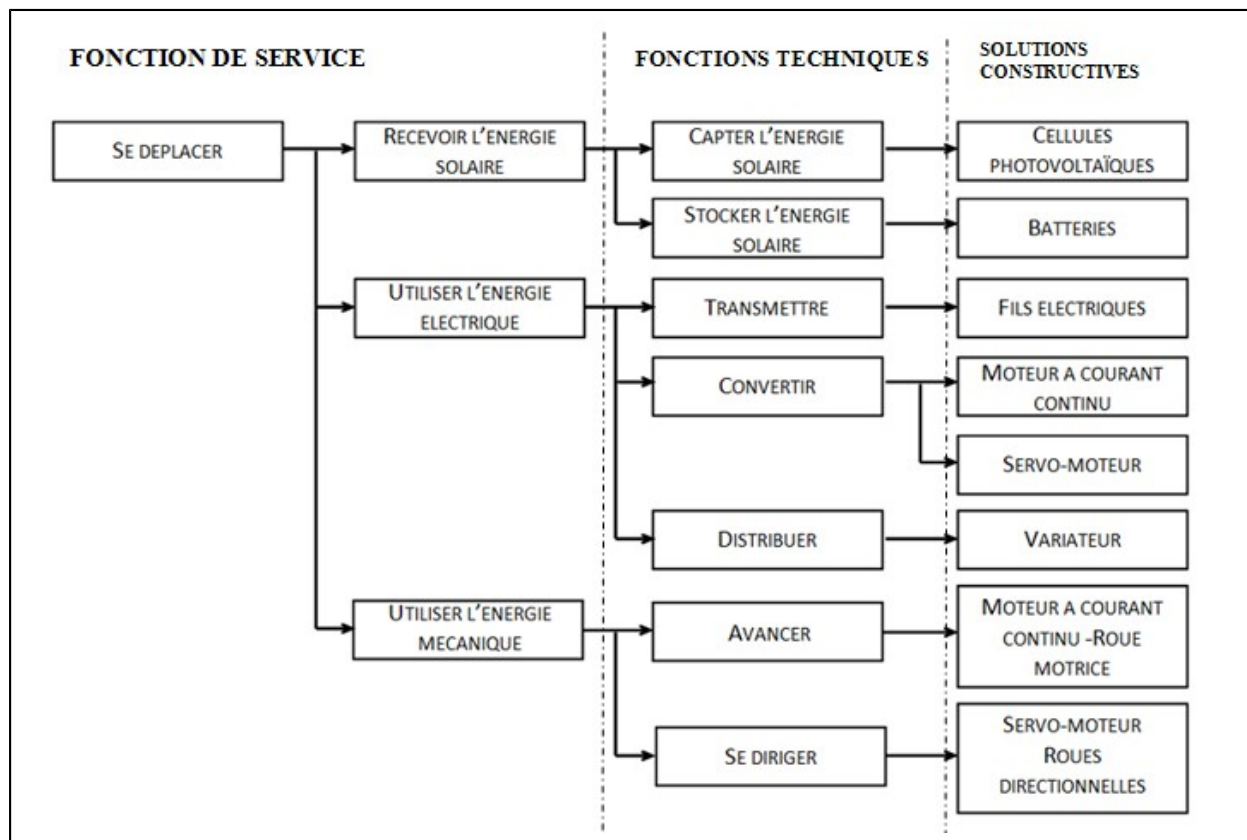 FONCTION DE SERVICE
FONCTIONS TECHNIQUES
SOLUTIONS
CONSTRUCTIVES
SE DEPLACER
RECEVOIR L'ENERGIE
SOLAIRE
CAPTER L'ENERGIE
SOLAIRE
CELLULES
PHOTOVOLTAÏQUES
STOCKER L'ENERGIE
SOLAIRE
BATTERIES
UTILISER L'ENERGIE
ELECTRIQUE
TRANSMETTRE
FILS ELECTRIQUES
CONVERTIR
MOTEUR A COURANT
CONTINU
SERVO-MOTEUR
DISTRIBUER
VARIATEUR
UTILISER L'ENERGIE
MECANIQUE
AVANCER
MOTEUR A COURANT
CONTINU -ROUE
MOTRICE
SE DIRIGER
SERVO-MOTEUR
ROUES
DIRECTIONNELLES